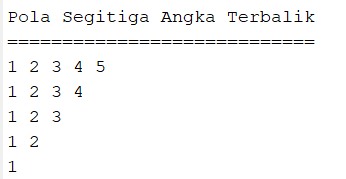 Pola Segitiga Angka Terbalik
============================
1 2 3 4 5
1 2 3 4
1 2 3
1 2
1